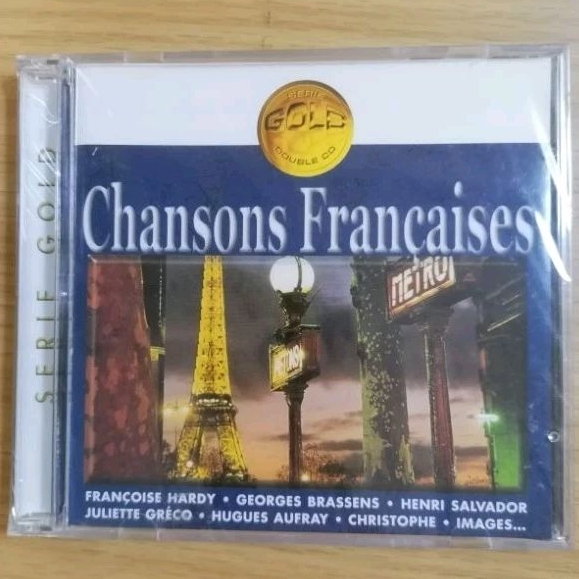 SERIE
GOLD
DOUBLE CD
SERIE GOLD
Chansons Françaises
METRO
FRANÇOISE HARDY • GEORGES BRASSENS • HENRI SALVADOR
JULIETTE GRÉCO • HUGUES AUFRAY • CHRISTOPHE • IMAGES...